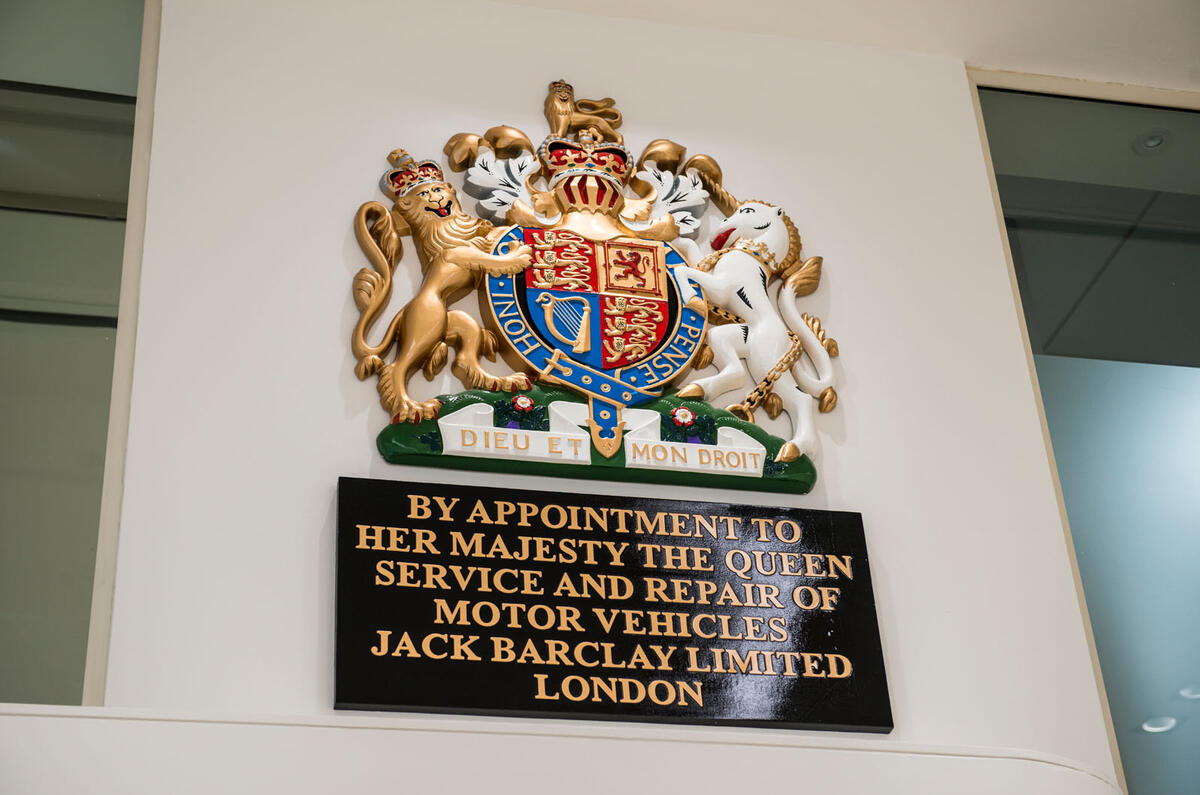 HONI · PENSE
DIEU ET MON DROIT
BY APPOINTMENT TO
HER MAJESTY THE QUEEN
SERVICE AND REPAIR OF
MOTOR VEHICLES
JACK BARCLAY LIMITED
LONDON